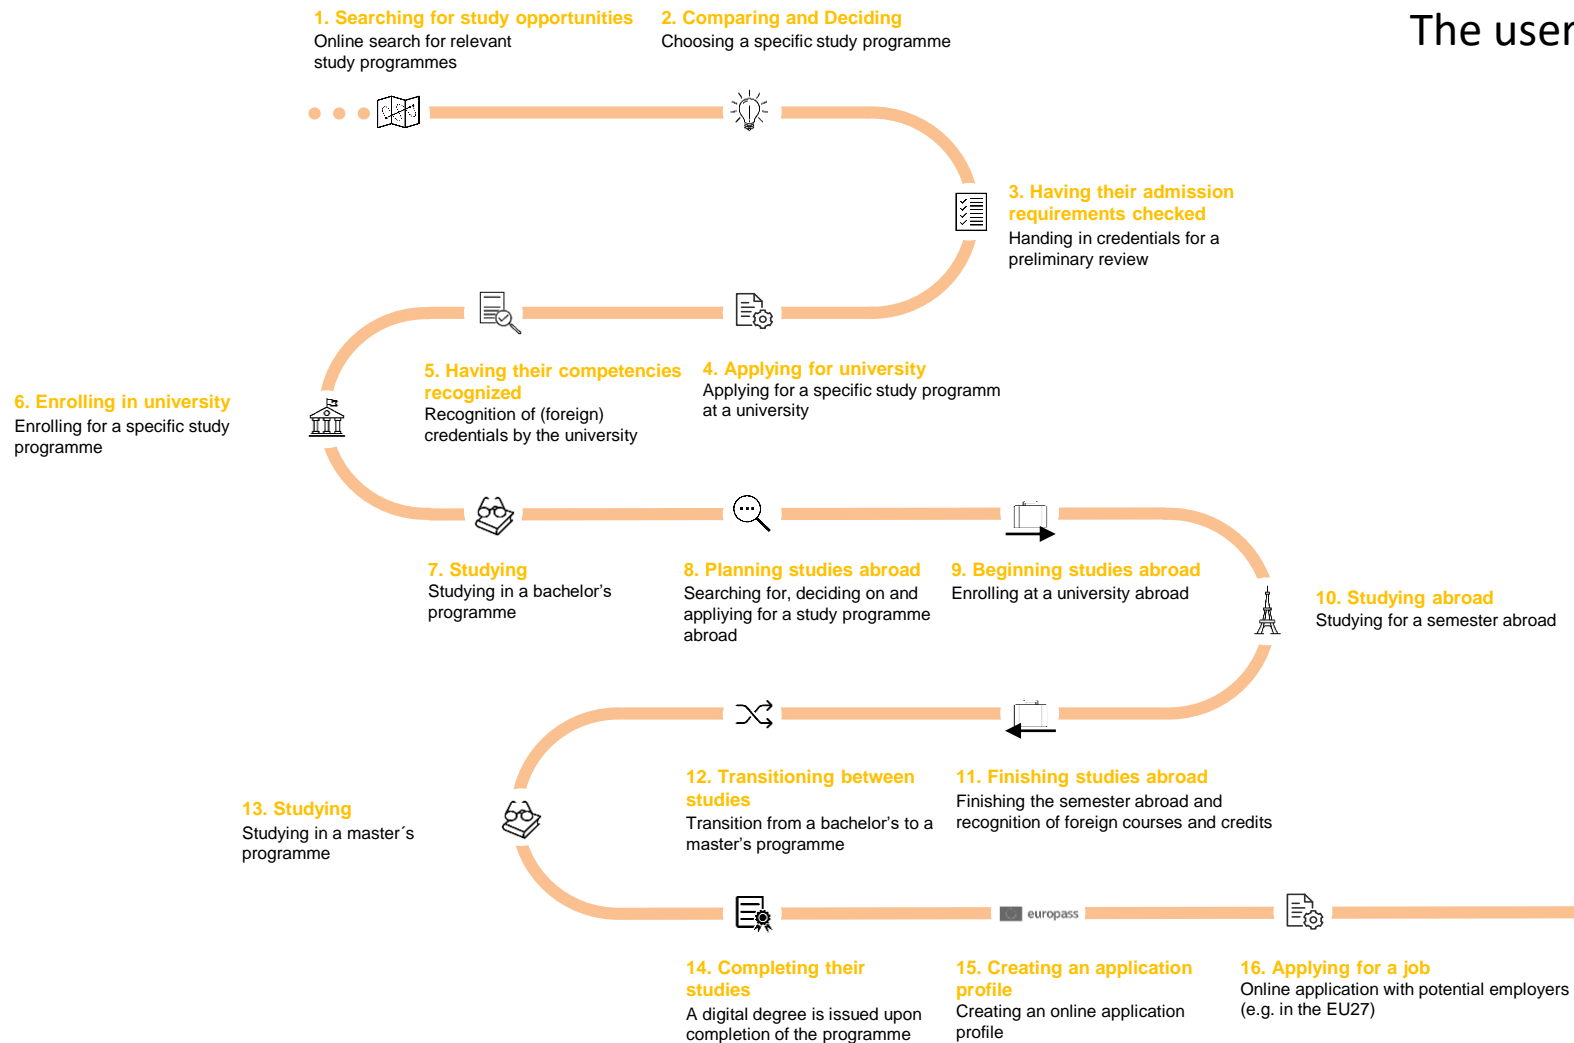 The user
1. Searching for study opportunities
Online search for relevant
study programmes
2. Comparing and Deciding
Choosing a specific study programme
3. Having their admission
requirements checked
Handing in credentials for a
preliminary review
4. Applying for university
Applying for a specific study programm
at a university
5. Having their competencies
recognized
Recognition of (foreign)
credentials by the university
6. Enrolling in university
Enrolling for a specific study
programme
7. Studying
Studying in a bachelor's
programme
8. Planning studies abroad
Searching for, deciding on and
appliying for a study programme
abroad
9. Beginning studies abroad
Enrolling at a university abroad
10. Studying abroad
Studying for a semester abroad
11. Finishing studies abroad
Finishing the semester abroad and
recognition of foreign courses and credits
12. Transitioning between
studies
Transition from a bachelor's to a
master's programme
13. Studying
Studying in a master´s
programme
14. Completing their
studies
A digital degree is issued upon
completion of the programme
europass
15. Creating an application
profile
Creating an online application
profile
16. Applying for a job
Online application with potential employers
(e.g. in the EU27)